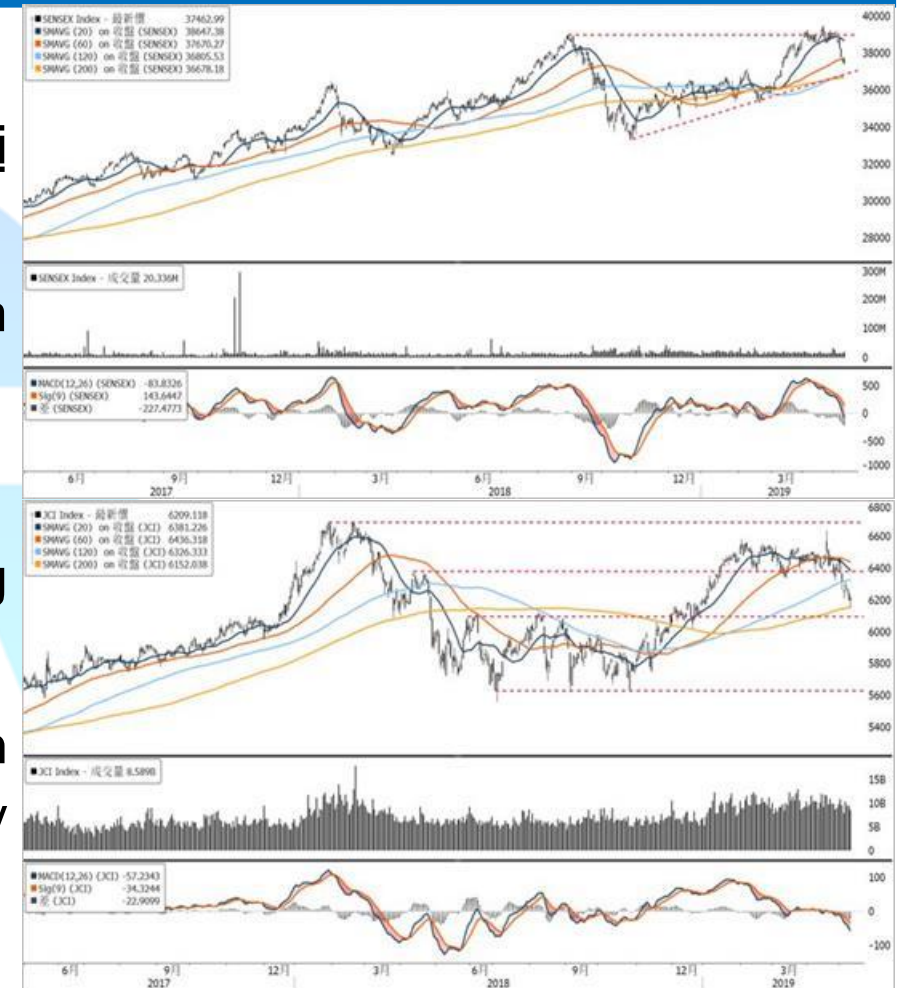 SENSEX Index - 最新價 37462.99
SMAVG (20) on 收盤 (SENSEX) 38647.38
SMAVG (60) on 收盤 (SENSEX) 37670.27
SMAVG (120) on 收盤 (SENSEX) 36805.53
SMAVG (200) on 收盤 (SENSEX) 36678.18
40000
38000
36000
34000
32000
30000
28000
SENSEX Index - 成交量 20.336M
300M
200M
100M
0
MACD(12,26) (SENSEX) -83.8326
Sig(9) (SENSEX) 143.6447
差 (SENSEX) -227.4773
500
0
-500
-1000
6月 9月 12月 3月 6月 9月 12月 3月
2017 2018 2019
JCI Index - 最新價 6209.118
SMAVG (20) on 收盤 (JCI) 6381.226
SMAVG (60) on 收盤 (JCI) 6436.318
SMAVG (120) on 收盤 (JCI) 6326.333
SMAVG (200) on 收盤 (JCI) 6152.038
6800
6600
6400
6200
6000
5800
5600
5400
JCI Index - 成交量 8.589B
15B
10B
5B
0
MACD(12,26) (JCI) -57.2343
Sig(9) (JCI) -34.3244
差 (JCI) -22.9099
100
0
-100
6月 9月 12月 3月 6月 9月 12月 3月
2017 2018 2019